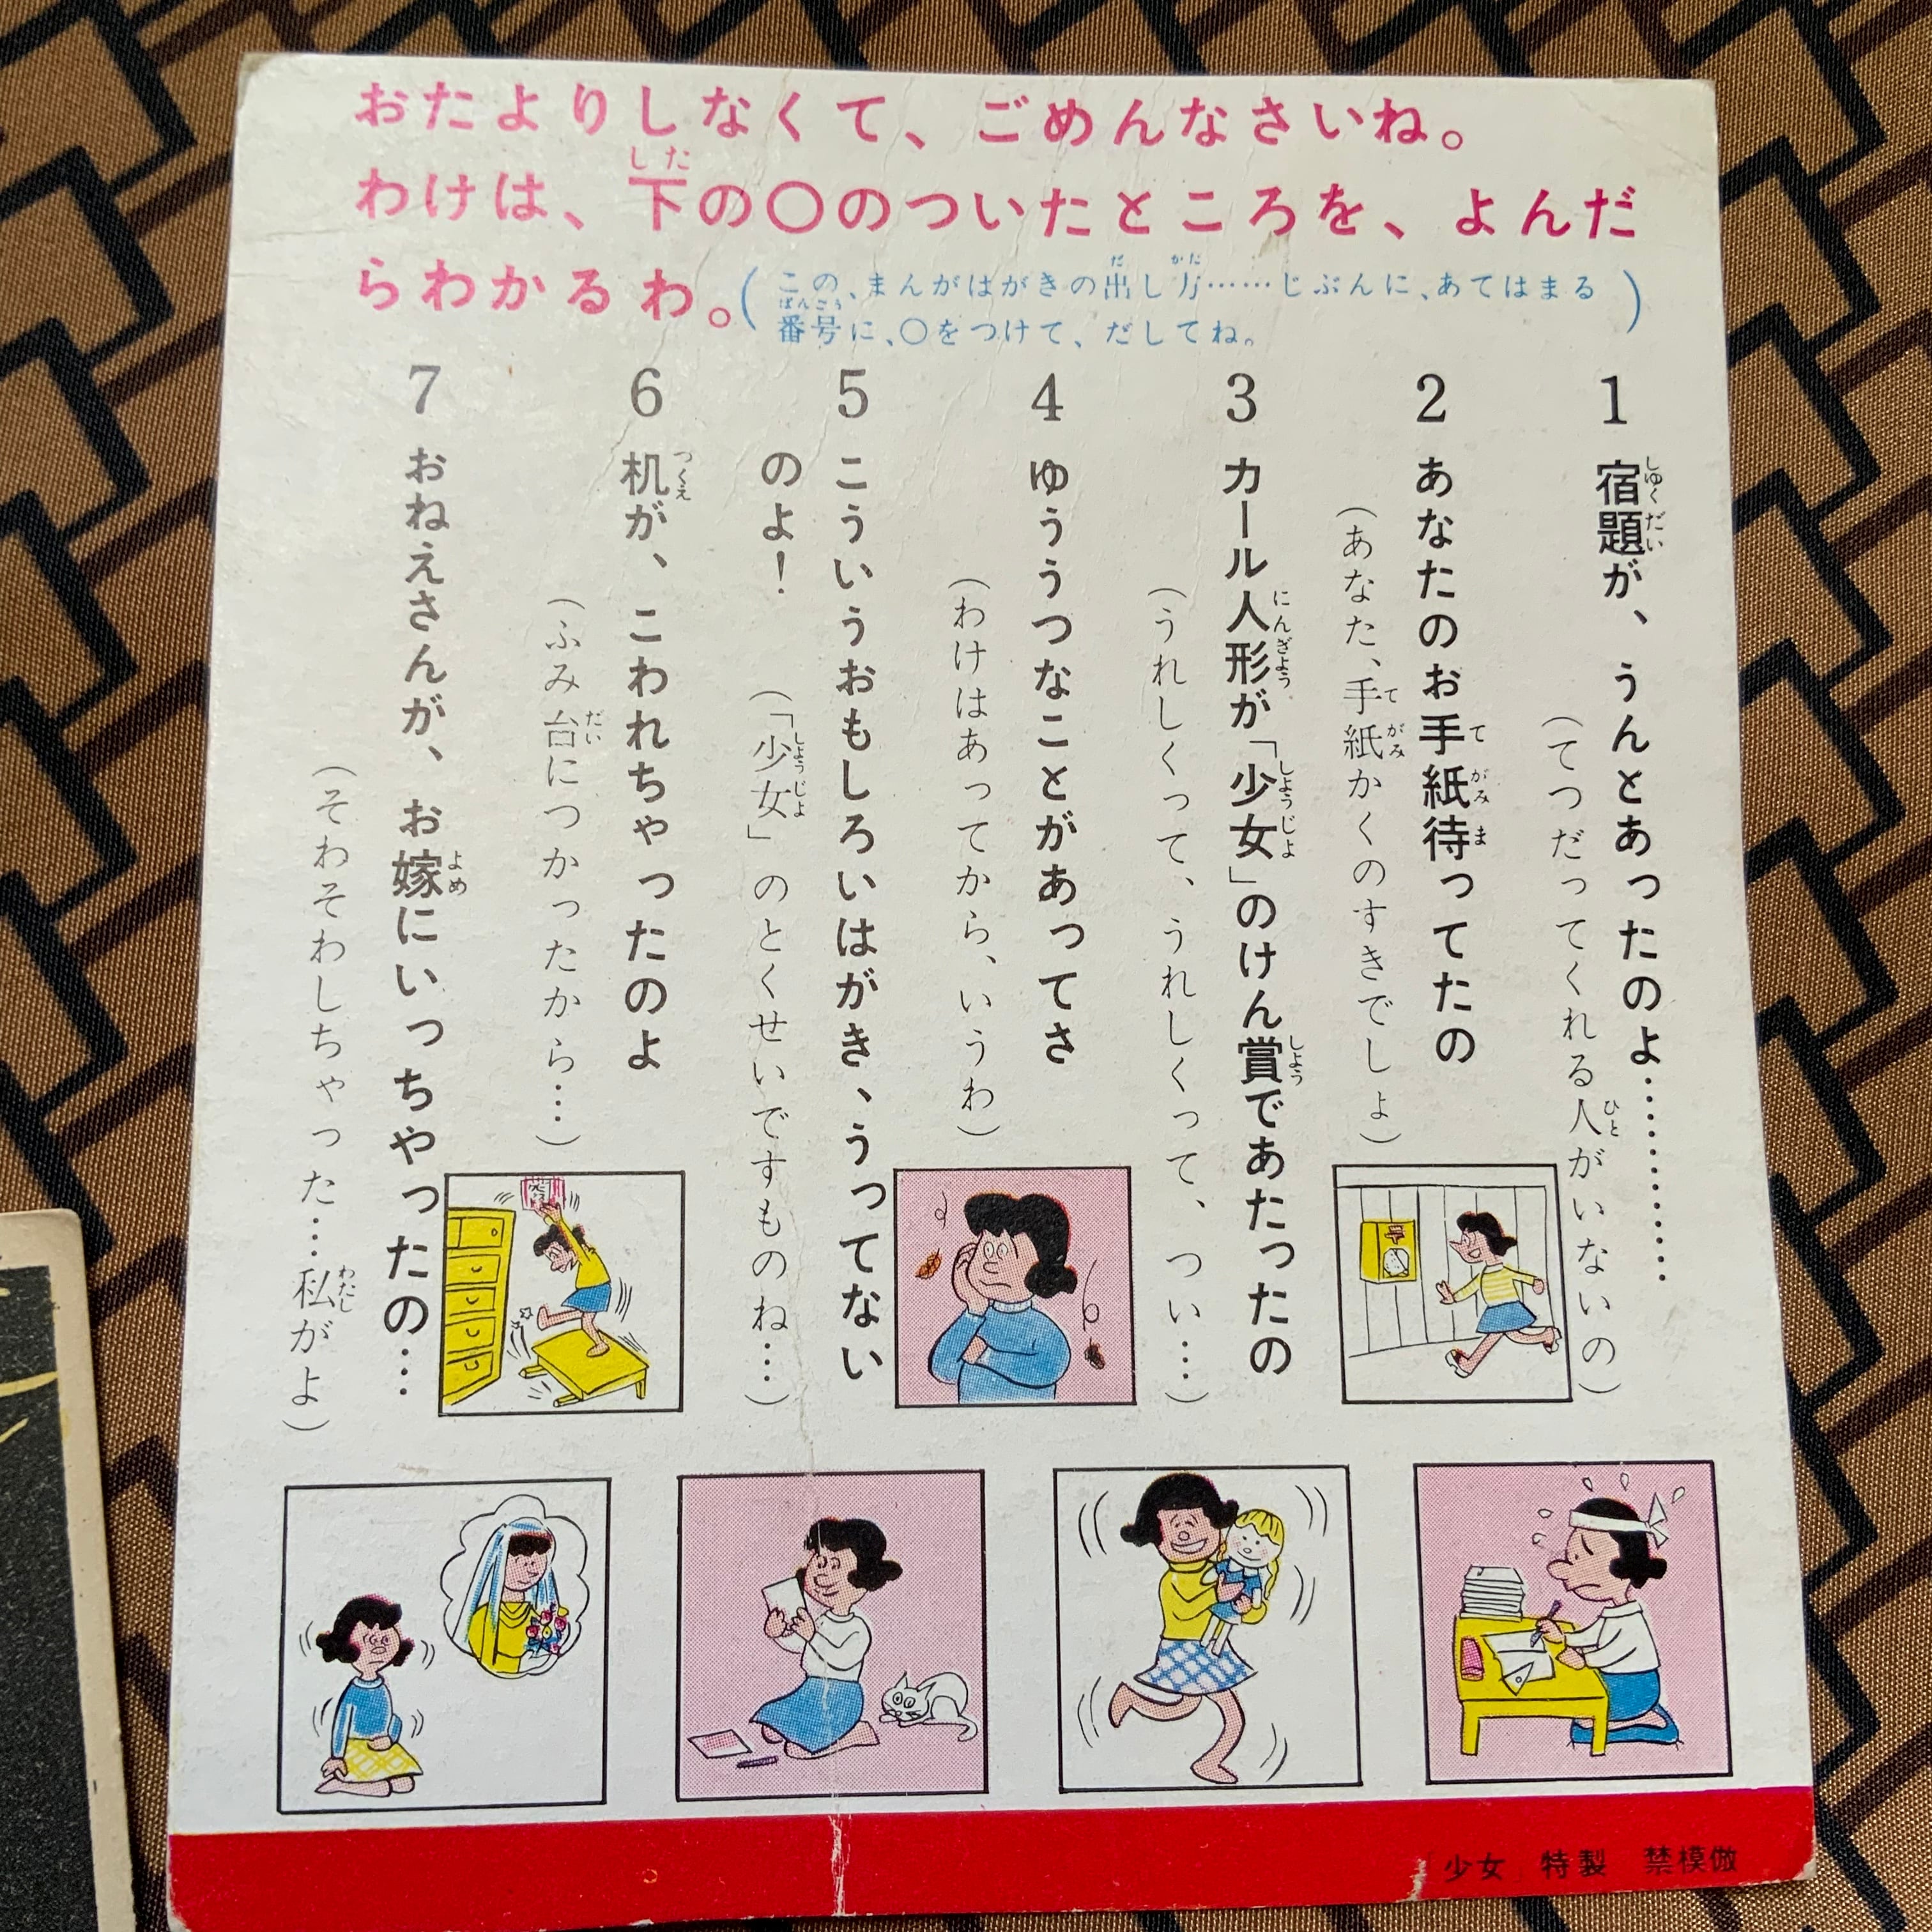 おたよりしなくて、ごめんなさいね。
わけは、下の〇のついたところを、よんだ
らわかるわ。
(この、まんがはがきの出し方……じぶんに、あてはまる
番号に、〇をつけて、だしてね。)
1 宿題が、うんとあったのよ…………
(てつだってくれる人がいないの)
2 あなたのお手紙待ってたの
(あなた、手紙かくのすきでしょ)
3 カール人形が「少女」のけん賞であたったの
(うれしくって、うれしくって、つい…)
4 ゆううつなことがあってさ
(わけはあってから、いうわ)
5 こういうおもしろいはがき、うってない
のよ!
(「少女」のとくせいですものね…)
6 机が、こわれちゃったのよ
(ふみ台につかったから…)
7 おねえさんが、お嫁にいっちゃったの…
(そわそわしちゃった…私がよ)
「少女」特製 禁模倣